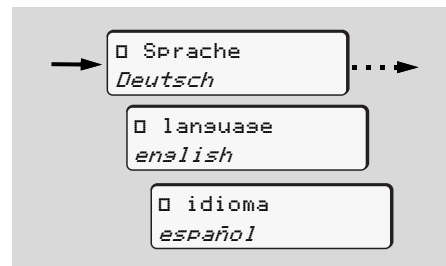 □ Sprache
Deutsch
□ language
english
□ idioma
español